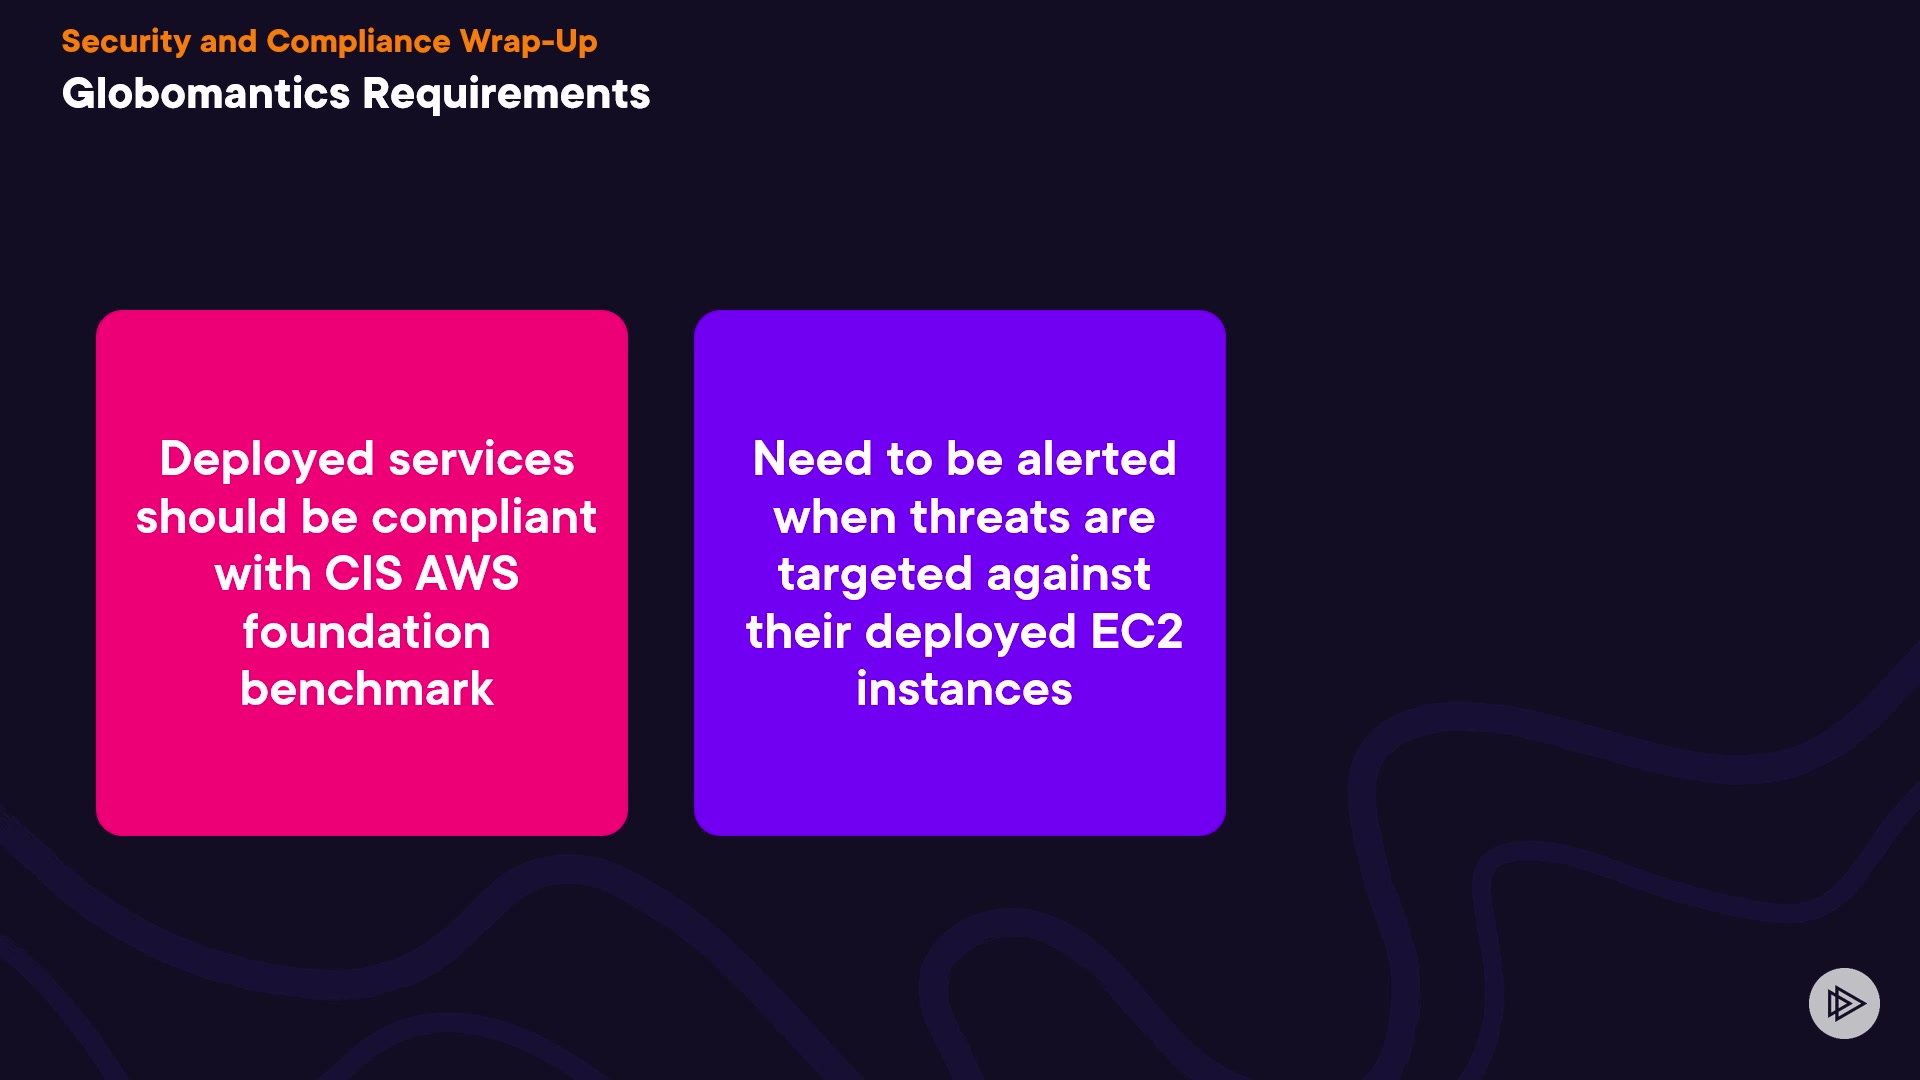 Security and Compliance Wrap-Up
Globomantics Requirements
Deployed services
should be compliant
with CIS AWS
foundation
benchmark
Need to be alerted
when threats are
targeted against
their deployed EC2
instances